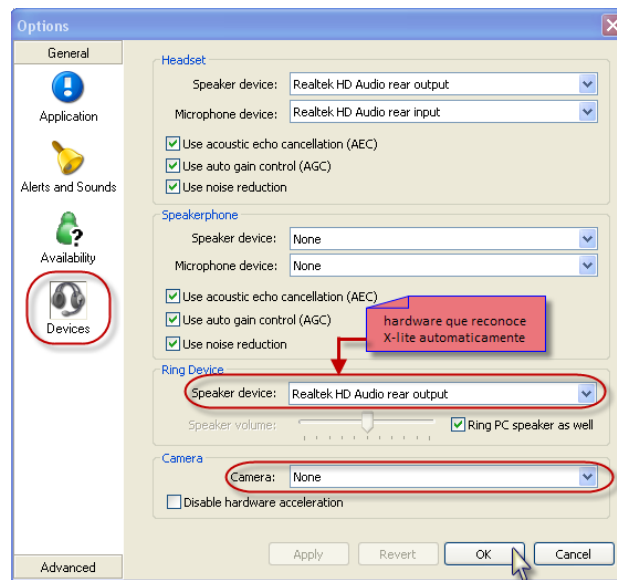 Options
General
Application
Alerts and Sounds
Availability
Devices
Advanced
Headset
Speaker device: Realtek HD Audio rear output
Microphone device: Realtek HD Audio rear input
Use acoustic echo cancellation (AEC)
Use auto gain control (AGC)
Use noise reduction
Speakerphone
Speaker device: None
Microphone device: None
Use acoustic echo cancellation (AEC)
Use auto gain control (AGC)
Use noise reduction
hardware que reconoce
X-lite automaticamente
Ring Device
Speaker device: Realtek HD Audio rear output
Speaker volume: Ring PC speaker as well
Camera
Camera: None
Disable hardware acceleration
Apply Revert OK Cancel